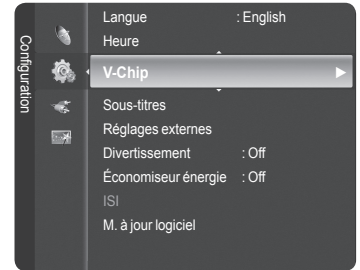 Configuration
Langue : English
Heure
V-Chip
Sous-titres
Réglages externes
Divertissement : Off
Économiseur énergie : Off
ISI
M. à jour logiciel